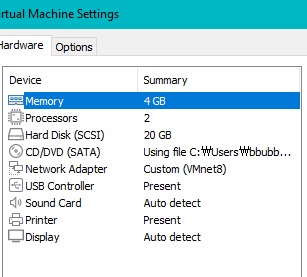 rtual Machine Settings
Hardware Options
Device Summary
Memory 4 GB
Processors 2
Hard Disk (SCSI) 20 GB
CD/DVD (SATA) Using file C:₩Users₩bbubb...
Network Adapter Custom (VMnet8)
USB Controller Present
Sound Card Auto detect
Printer Present
Display Auto detect